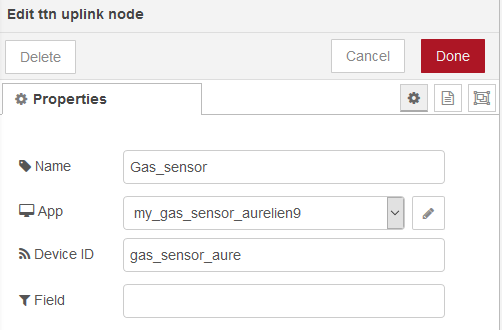 Edit ttn uplink node
Delete
Cancel
Done
Properties
Name
Gas_sensor
App
my_gas_sensor_aurelien9
Device ID
gas_sensor_aure
Field